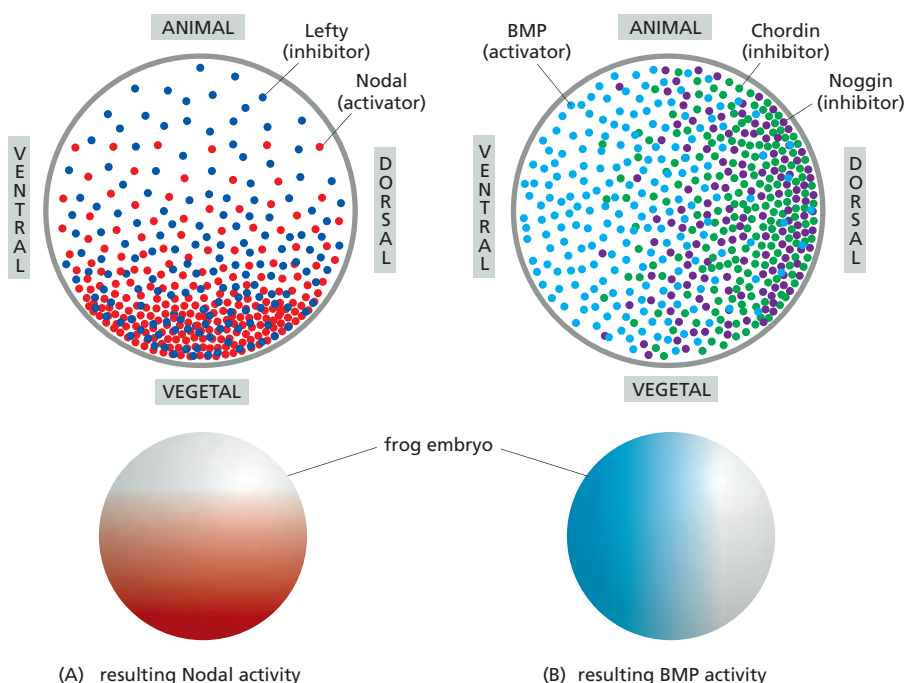 ANIMAL
Lefty
(inhibitor)
Nodal
(activator)
VENTRAL
DORSAL
VEGETAL
BMP
(activator)
ANIMAL
Chordin
(inhibitor)
Noggin
(inhibitor)
VENTRAL
DORSAL
VEGETAL
frog embryo
(A) resulting Nodal activity
(B) resulting BMP activity